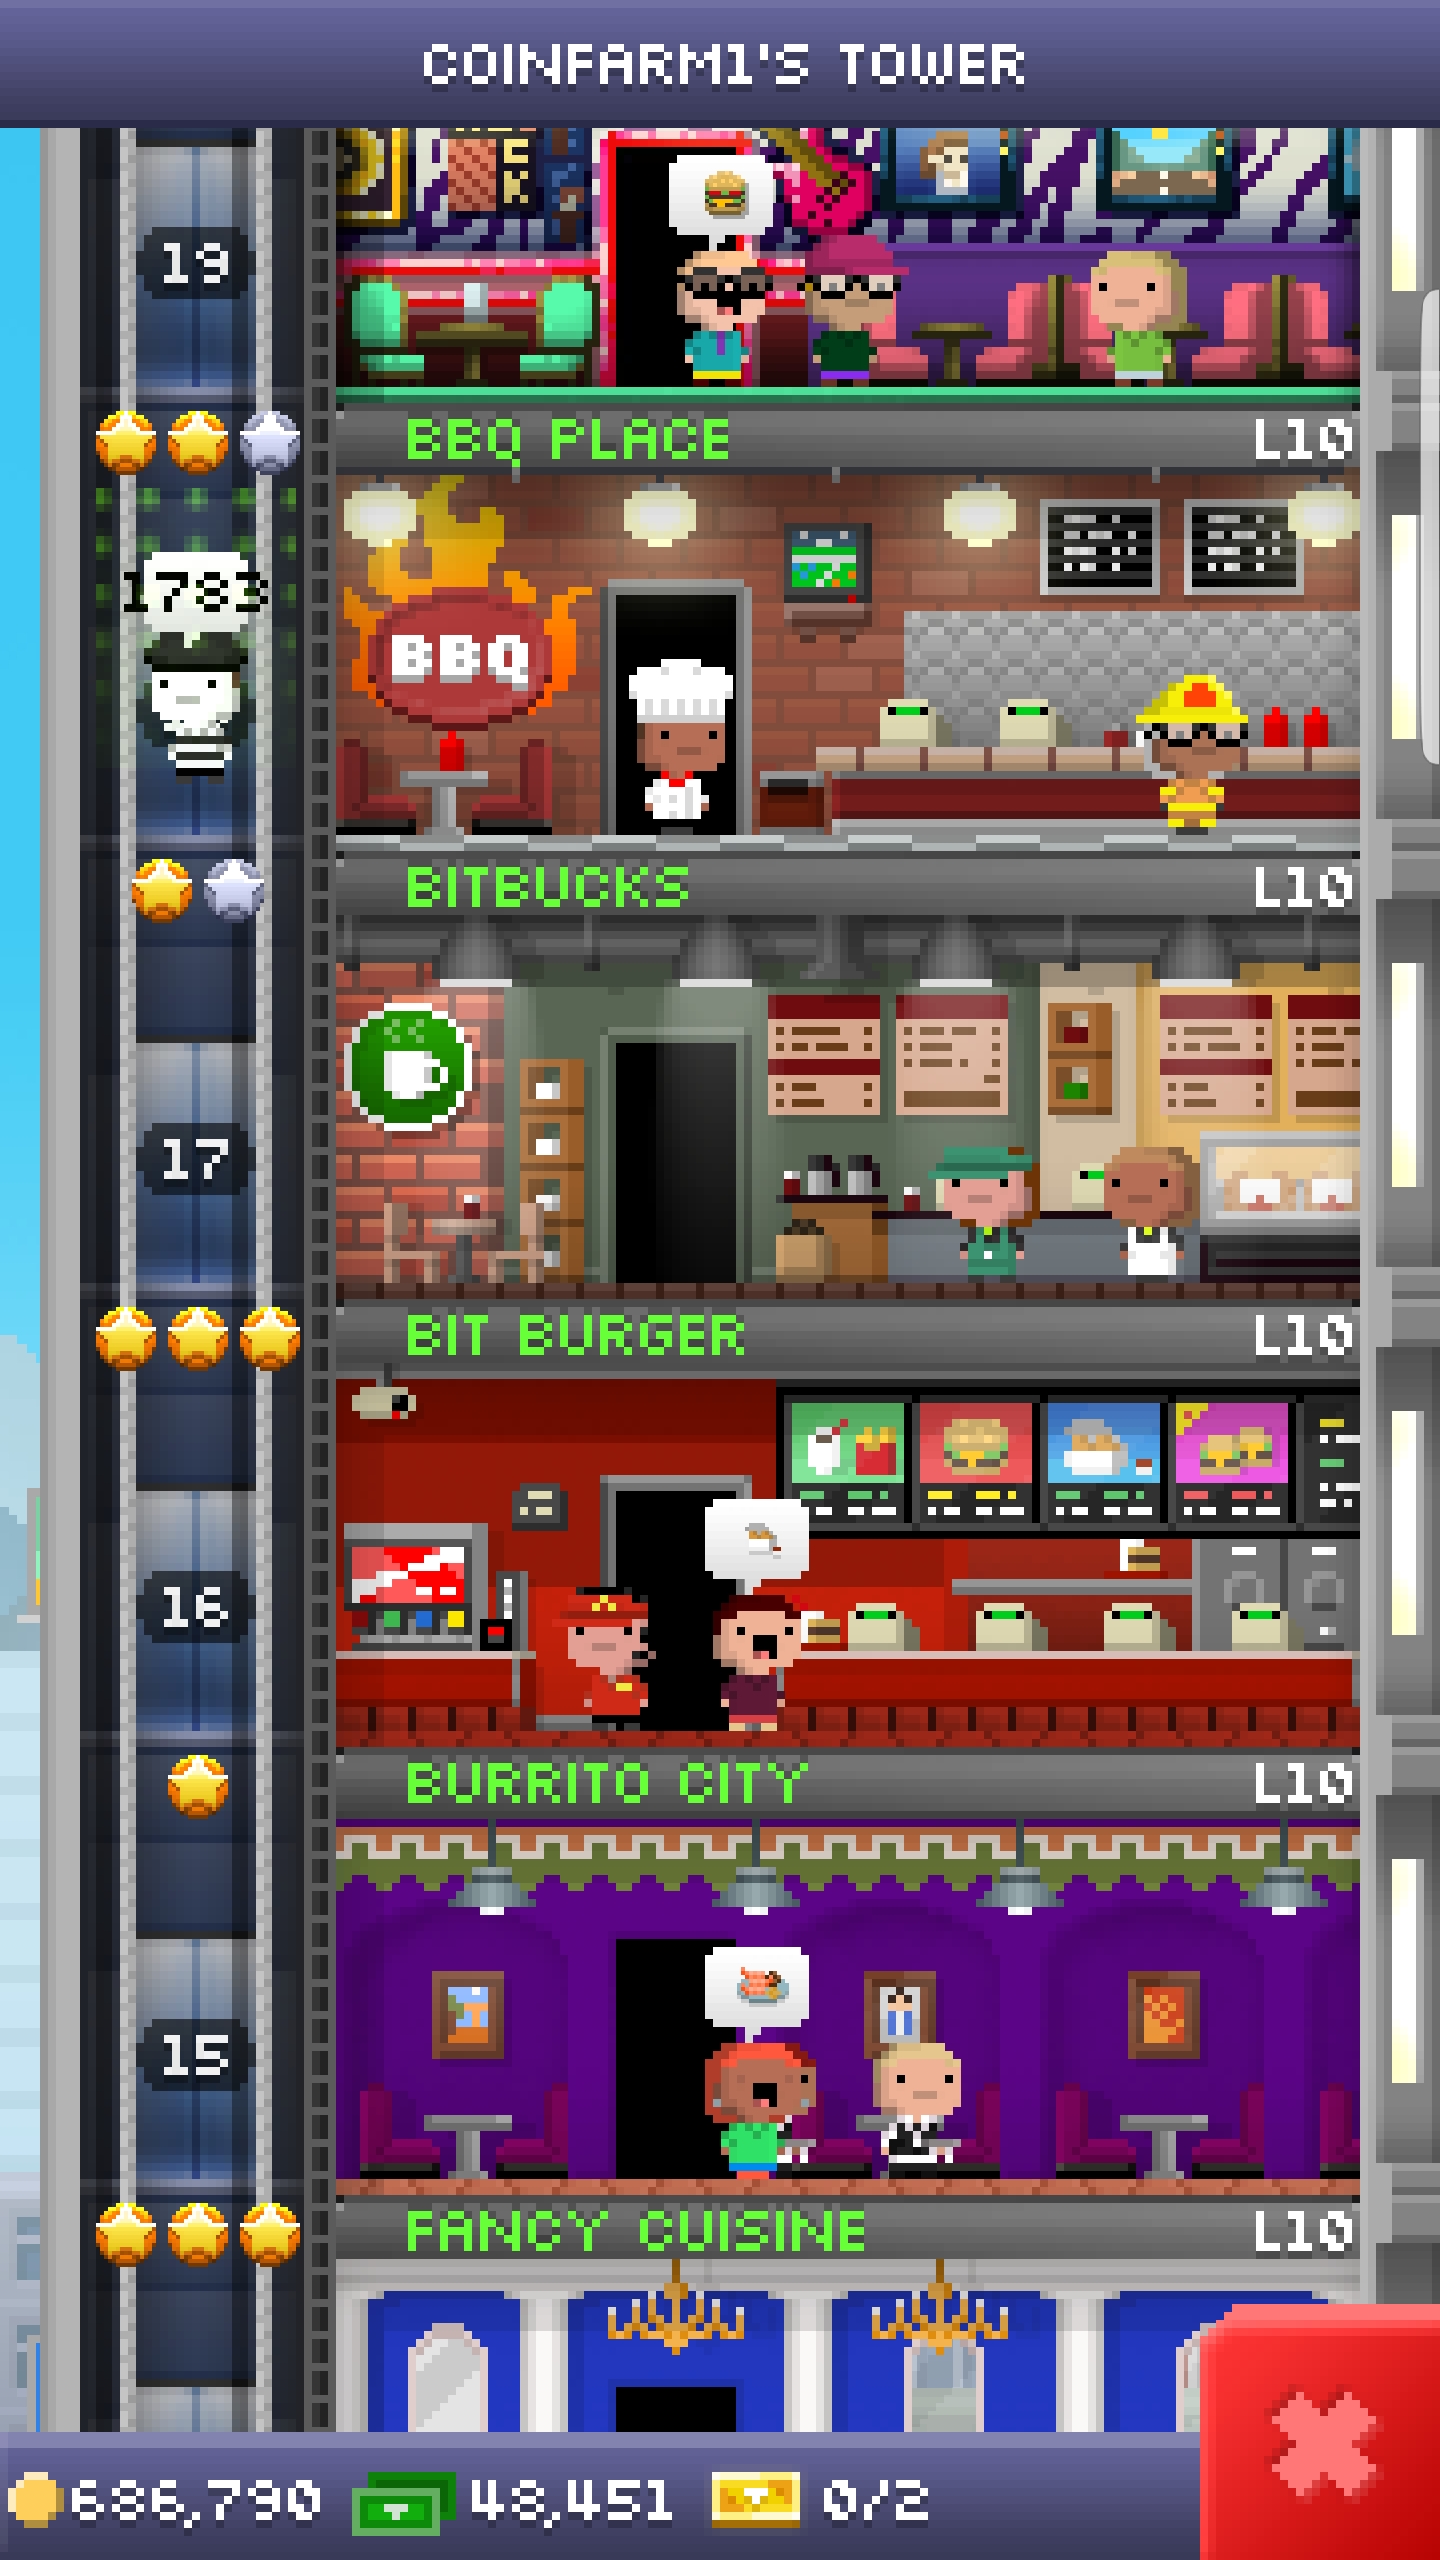 COINFARM1'S TOWER
19
BBQ PLACE L10
1783
BBQ
BITBUCKS L10
17
BIT BURGER L10
16
BURRITO CITY L10
15
FANCY CUISINE L10
686,790 48,451 0/2